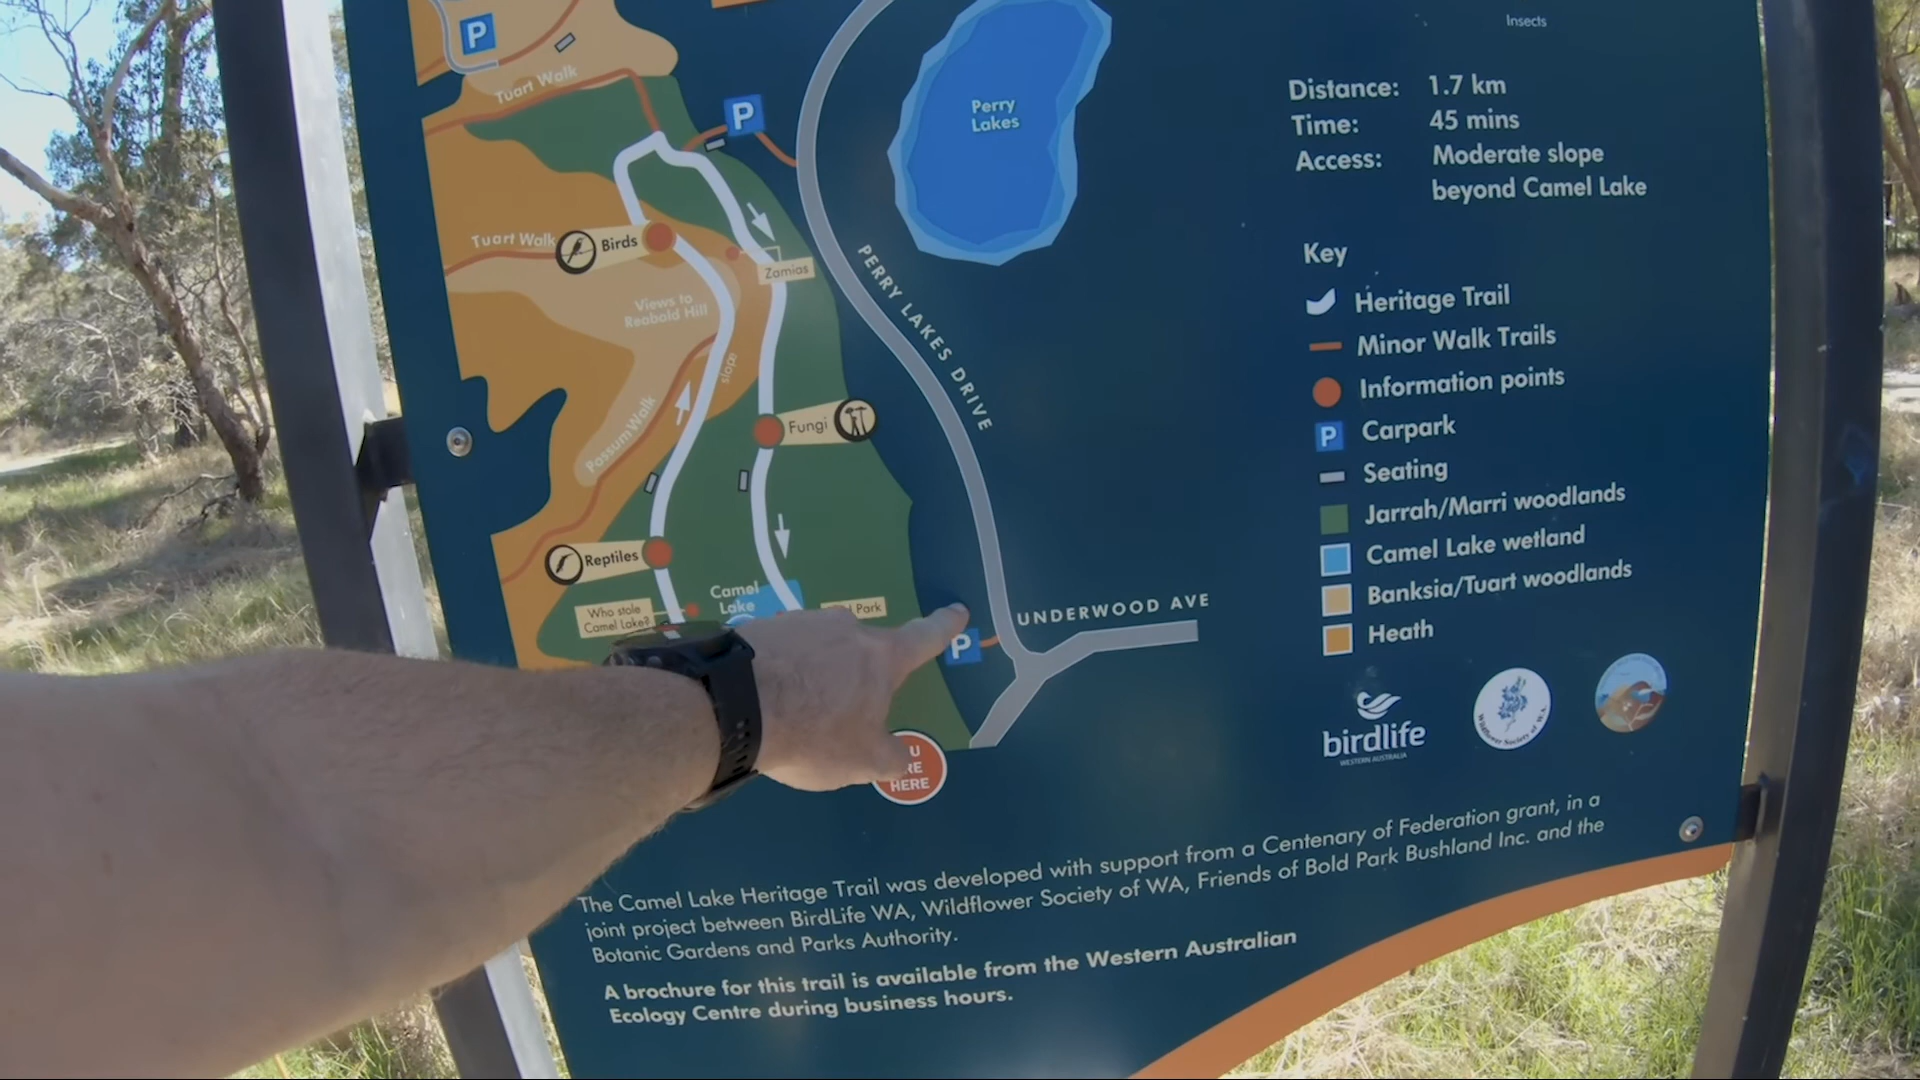 Insects
P
Tuart Walk
P
Perry
Lakes
Distance: 1.7 km
Time: 45 mins
Access: Moderate slope
beyond Camel Lake
Tuart Walk
Birds
Zamias
Views to
Reabold Hill
PERRY LAKES DRIVE
slope
Possum Walk
Fungi
Reptiles
Who stole
Camel Lake?
Camel
Lake
Park
P
UNDERWOOD AVE
HERE
Key
Heritage Trail
Minor Walk Trails
Information points
P Carpark
Seating
Jarrah/Marri woodlands
Camel Lake wetland
Banksia/Tuart woodlands
Heath
birdlife
WESTERN AUSTRALIA
Wildflower Society of WA
The Camel Lake Heritage Trail was developed with support from a Centenary of Federation grant, in a
joint project between BirdLife WA, Wildflower Society of WA, Friends of Bold Park Bushland Inc. and the
Botanic Gardens and Parks Authority.
A brochure for this trail is available from the Western Australian
Ecology Centre during business hours.